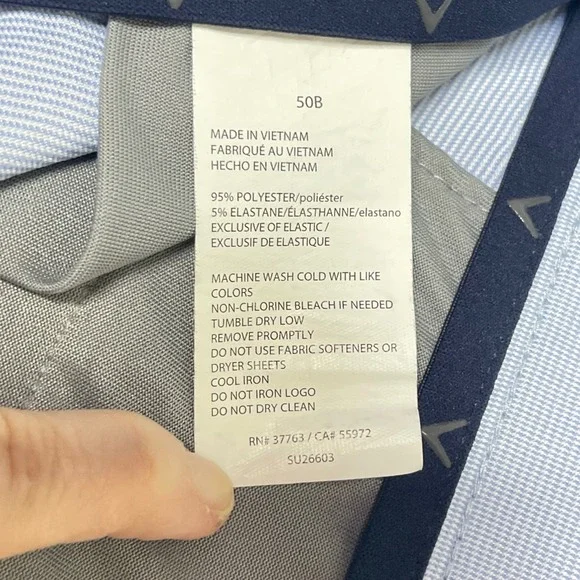 50B
MADE IN VIETNAM
FABRIQUÉ AU VIETNAM
HECHO EN VIETNAM
95% POLYESTER/poliéster
5% ELASTANE/ÉLASTHANNE/elastano
EXCLUSIVE OF ELASTIC /
EXCLUSIF DE ELASTIQUE
MACHINE WASH COLD WITH LIKE
COLORS
NON-CHLORINE BLEACH IF NEEDED
TUMBLE DRY LOW
REMOVE PROMPTLY
DO NOT USE FABRIC SOFTENERS OR
DRYER SHEETS
COOL IRON
DO NOT IRON LOGO
DO NOT DRY CLEAN
RN# 37763 / CA# 55972
SU26603